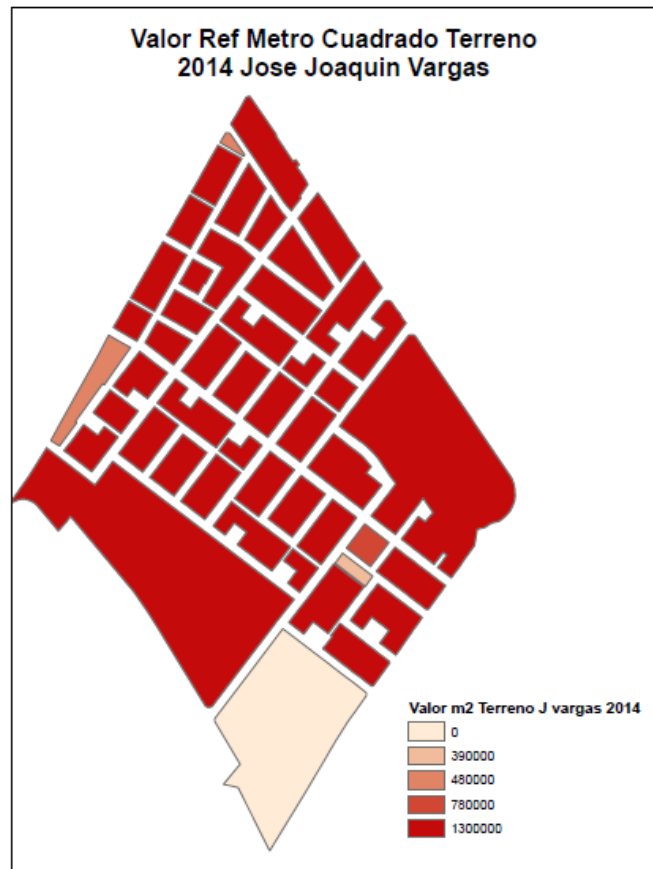 Valor Ref Metro Cuadrado Terreno
2014 Jose Joaquin Vargas
Valor m2 Terreno J vargas 2014
0
390000
480000
780000
1300000